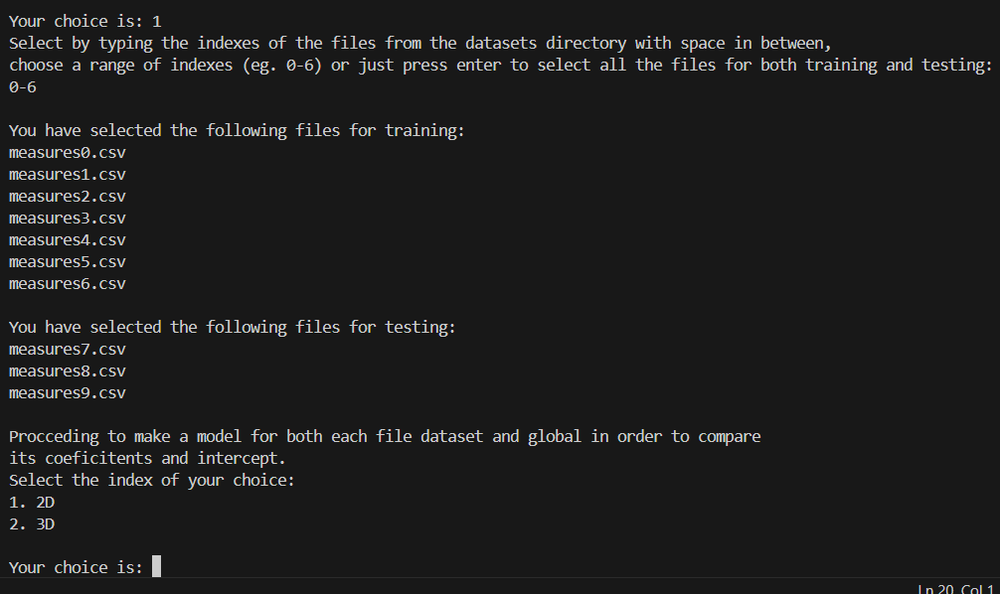 Your choice is: 1
Select by typing the indexes of the files from the datasets directory with space in between,
choose a range of indexes (eg. 0-6) or just press enter to select all the files for both training and testing:
0-6
You have selected the following files for training:
measures0.csv
measures1.csv
measures2.csv
measures3.csv
measures4.csv
measures5.csv
measures6.csv
You have selected the following files for testing:
measures7.csv
measures8.csv
measures9.csv
Procceding to make a model for both each file dataset and global in order to compare
its coeficitents and intercept.
Select the index of your choice:
1. 2D
2. 3D
Your choice is:
Ln 20, Col 1